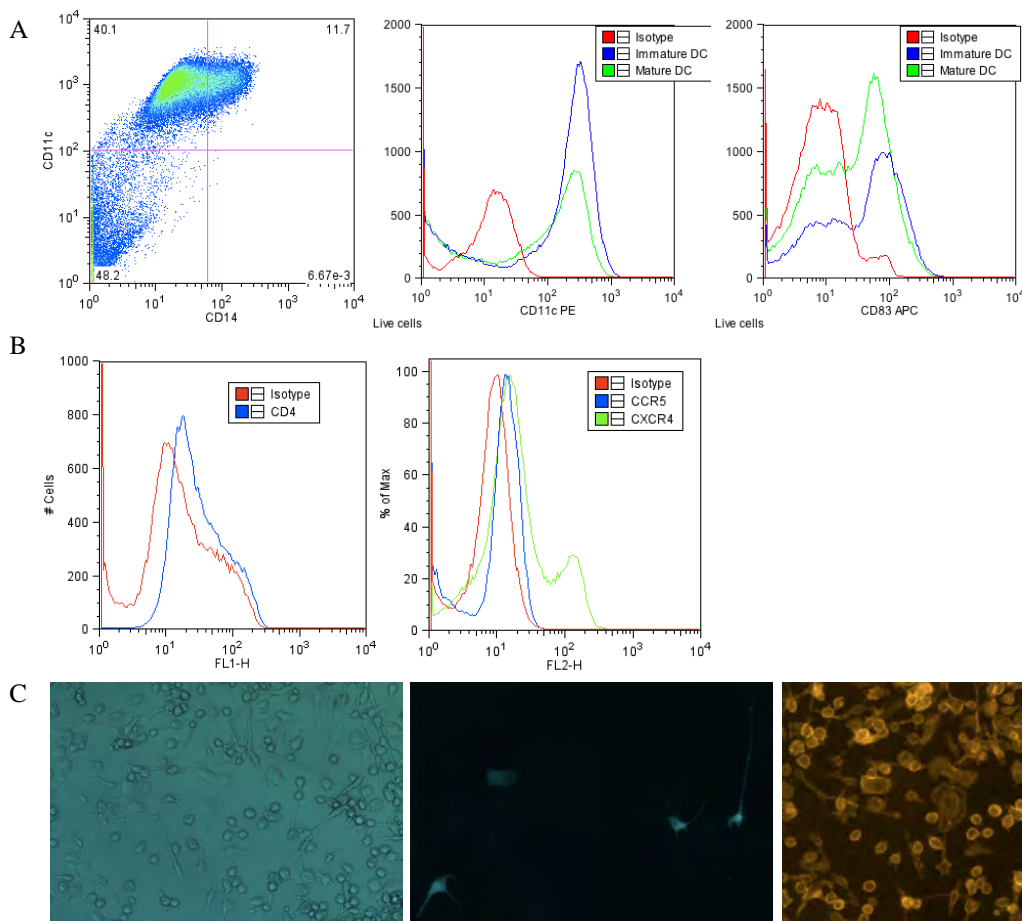 A
CD11c
10^4
10^3
10^2
10^1
10^0
40.1
11.7
48.2
6.67e-3
10^0
10^1
10^2
10^3
10^4
CD14
2000
1500
1000
500
0
Isotype
Immature DC
Mature DC
10^0
10^1
10^2
10^3
10^4
CD11c PE
Live cells
2000
1500
1000
500
0
Isotype
Immature DC
Mature DC
10^0
10^1
10^2
10^3
10^4
CD83 APC
Live cells
B
# Cells
1000
800
600
400
200
0
Isotype
CD4
10^0
10^1
10^2
10^3
10^4
FL1-H
% of Max
100
80
60
40
20
0
Isotype
CCR5
CXCR4
10^0
10^1
10^2
10^3
10^4
FL2-H
C